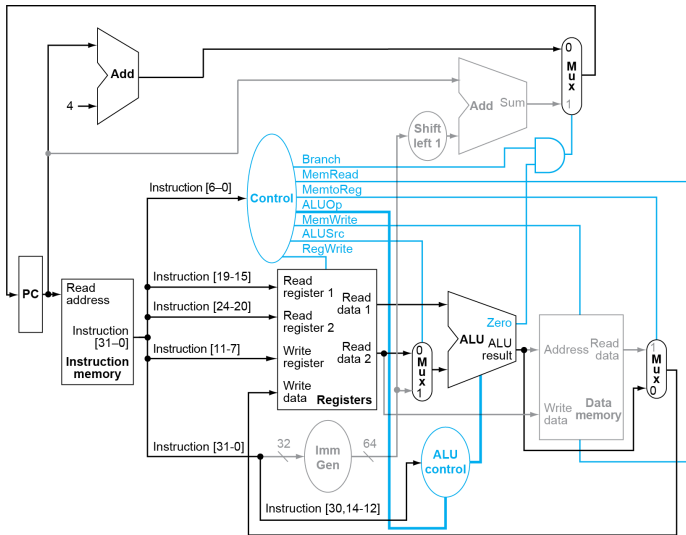 0
M
u
x
1
Add
4
Add
Sum
Shift
left 1
Branch
MemRead
MemtoReg
ALUOp
MemWrite
ALUSrc
RegWrite
Control
Instruction [6–0]
Instruction [19-15]
Instruction [24-20]
Instruction [11-7]
Instruction [31-0]
Instruction [30,14-12]
PC
Read
address
Instruction
[31–0]
Instruction
memory
Read
register 1
Read
register 2
Write
register
Write
data
Read
data 1
Read
data 2
Registers
0
M
u
x
1
Zero
ALU
ALU
result
Address
Read
data
Write
data
Data
memory
1
M
u
x
0
32
Imm
Gen
64
ALU
control